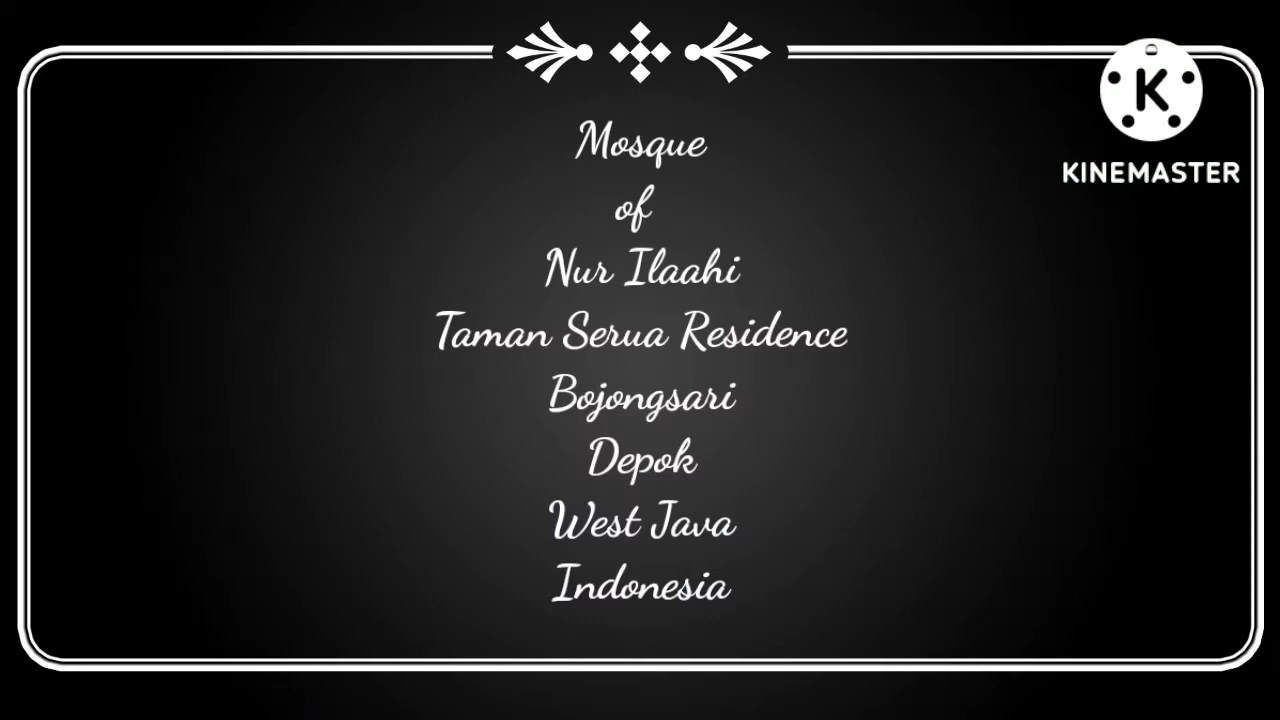 Mosque
of
Nur Ilaahi
Taman Serua Residence
Bojongsari
Depok
West Java
Indonesia
K
KINEMASTER